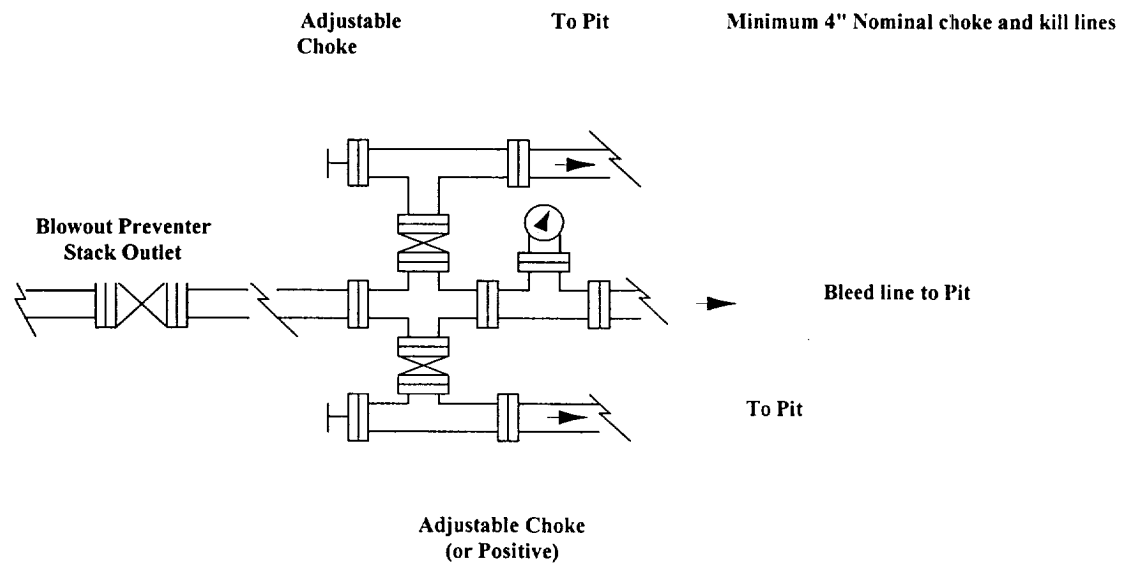 Adjustable
Choke
To Pit
Minimum 4" Nominal choke and kill lines
Blowout Preventer
Stack Outlet
Bleed line to Pit
To Pit
Adjustable Choke
(or Positive)